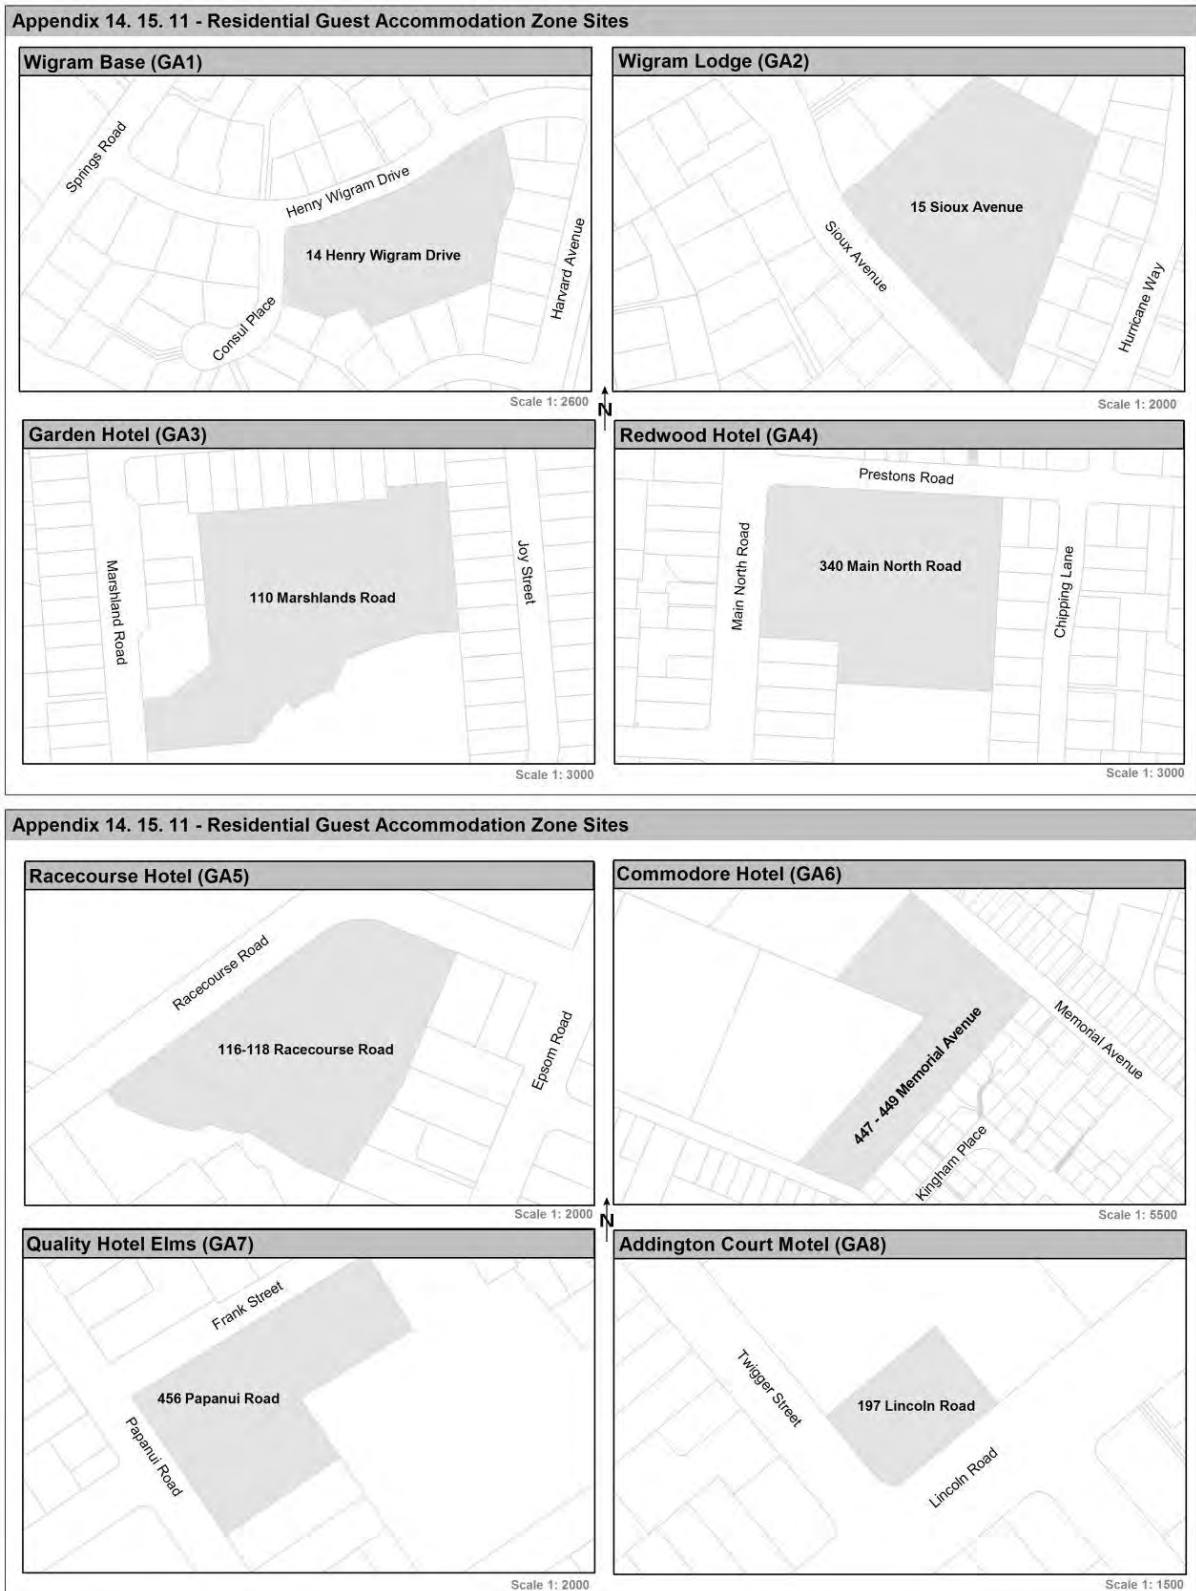 Appendix 14. 15. 11 - Residential Guest Accommodation Zone Sites
Wigram Base (GA1)
Springs Road
Henry Wigram Drive
14 Henry Wigram Drive
Harvard Avenue
Consul Place
Scale 1: 2600
Wigram Lodge (GA2)
15 Sioux Avenue
Sioux Avenue
Hurricane Way
Scale 1: 2000
N
Garden Hotel (GA3)
Marshland Road
110 Marshlands Road
Joy Street
Scale 1: 3000
Redwood Hotel (GA4)
Prestons Road
Main North Road
340 Main North Road
Chipping Lane
Scale 1: 3000
Appendix 14. 15. 11 - Residential Guest Accommodation Zone Sites
Racecourse Hotel (GA5)
Racecourse Road
116-118 Racecourse Road
Epsom Road
Scale 1: 2000
Commodore Hotel (GA6)
447 - 449 Memorial Avenue
Memorial Avenue
Kingham Place
Scale 1: 5500
N
Quality Hotel Elms (GA7)
Frank Street
456 Papanui Road
Papanui Road
Scale 1: 2000
Addington Court Motel (GA8)
Twigger Street
197 Lincoln Road
Lincoln Road
Scale 1: 1500